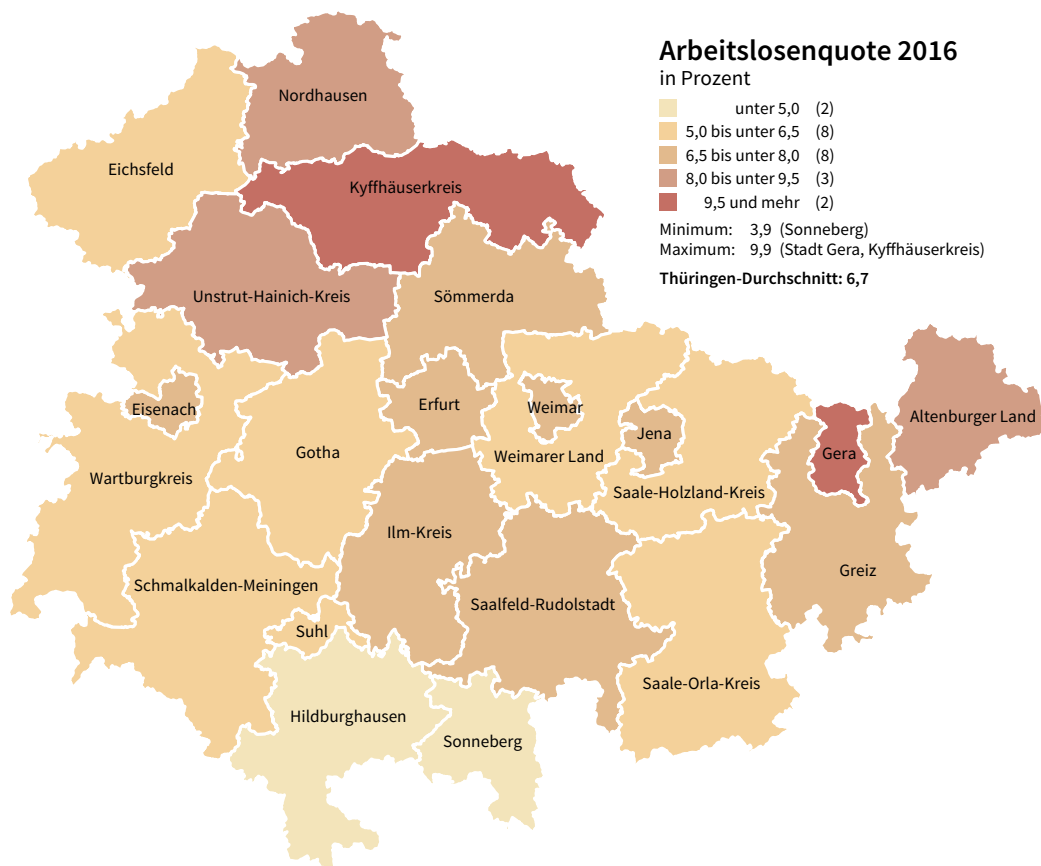 Arbeitslosenquote 2016
in Prozent
unter 5,0 (2)
5,0 bis unter 6,5 (8)
6,5 bis unter 8,0 (8)
8,0 bis unter 9,5 (3)
9,5 und mehr (2)
Minimum: 3,9 (Sonneberg)
Maximum: 9,9 (Stadt Gera, Kyffhäuserkreis)
Thüringen-Durchschnitt: 6,7
Nordhausen
Eichsfeld
Kyffhäuserkreis
Unstrut-Hainich-Kreis
Sömmerda
Eisenach
Erfurt
Weimar
Altenburger Land
Jena
Gotha
Weimarer Land
Gera
Wartburgkreis
Saale-Holzland-Kreis
Ilm-Kreis
Greiz
Schmalkalden-Meiningen
Saalfeld-Rudolstadt
Suhl
Saale-Orla-Kreis
Hildburghausen
Sonneberg